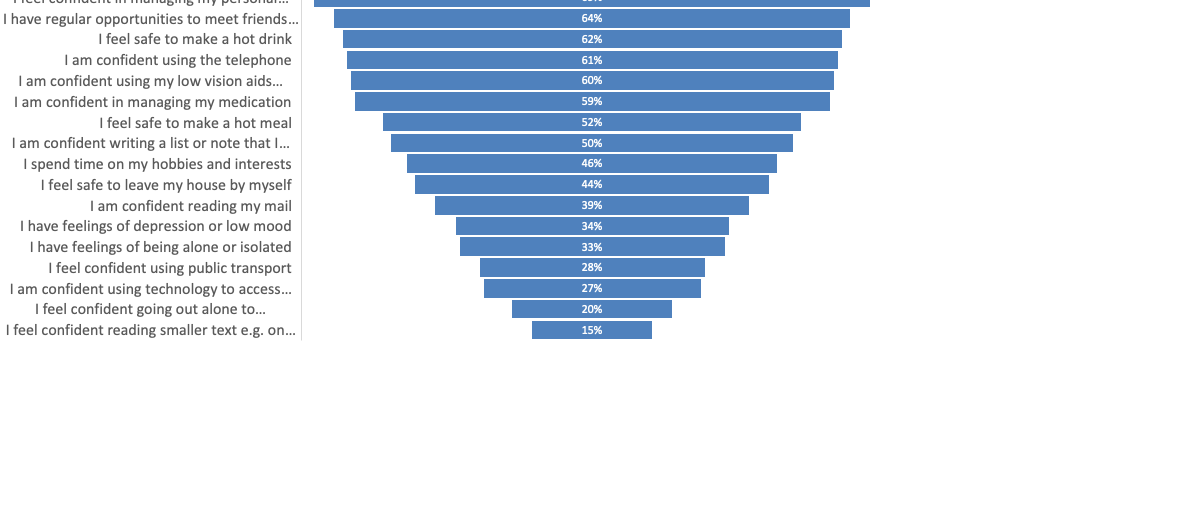 I feel confident in managing my personal...
I have regular opportunities to meet friends... 64%
I feel safe to make a hot drink 62%
I am confident using the telephone 61%
I am confident using my low vision aids... 60%
I am confident in managing my medication 59%
I feel safe to make a hot meal 52%
I am confident writing a list or note that I... 50%
I spend time on my hobbies and interests 46%
I feel safe to leave my house by myself 44%
I am confident reading my mail 39%
I have feelings of depression or low mood 34%
I have feelings of being alone or isolated 33%
I feel confident using public transport 28%
I am confident using technology to access... 27%
I feel confident going out alone to... 20%
I feel confident reading smaller text e.g. on... 15%